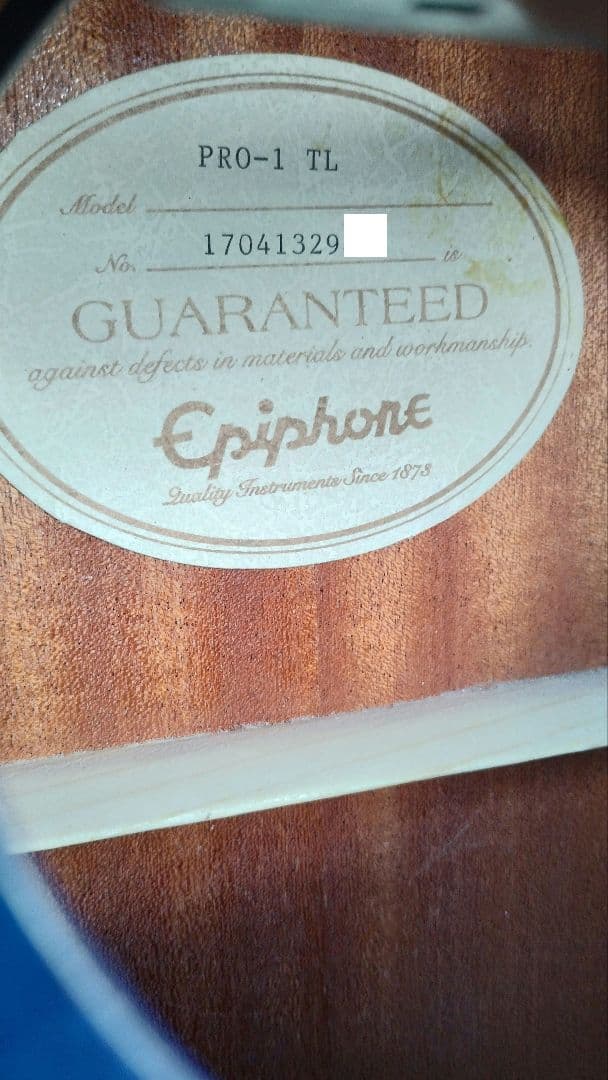 PRO-1 TL
Model
17041329
No. is
GUARANTEED
against defects in materials and workmanship.
Epiphone
Quality Instruments Since 1873